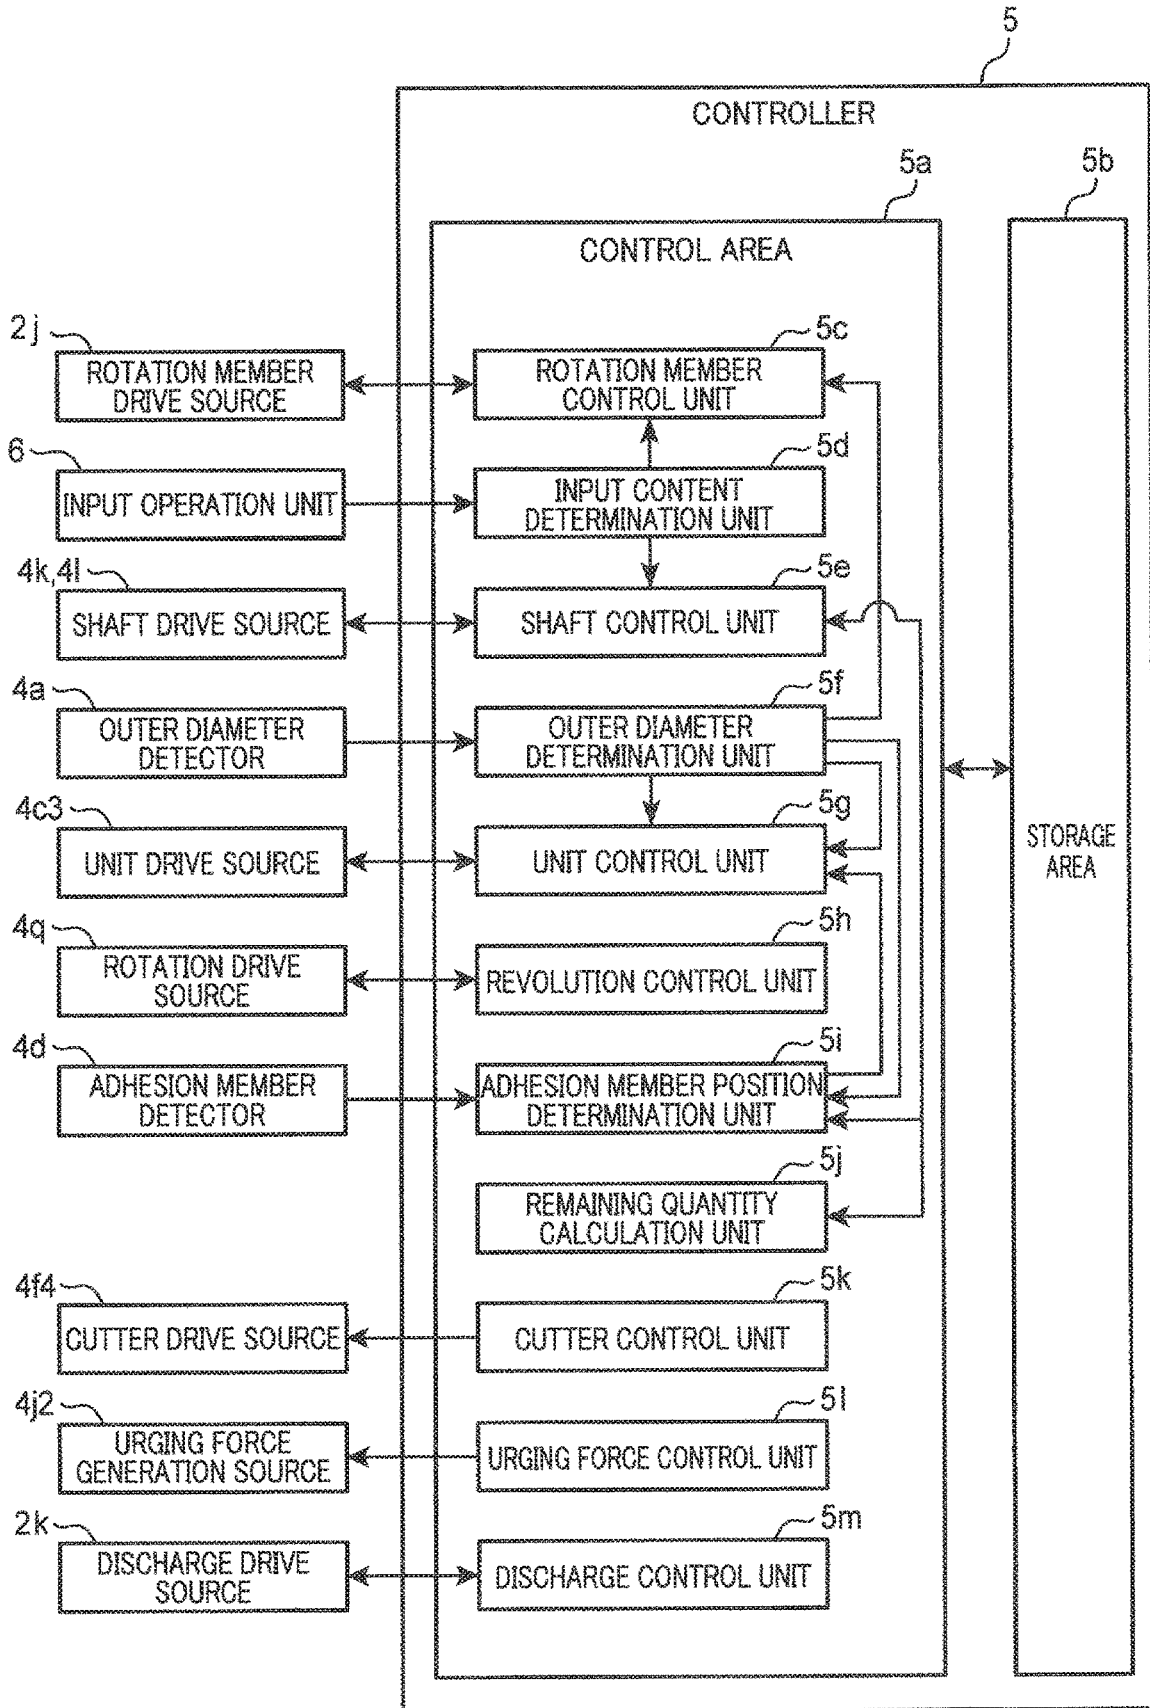 5
CONTROLLER
5a
5b
CONTROL AREA
2j
5c
ROTATION MEMBER
DRIVE SOURCE
ROTATION MEMBER
CONTROL UNIT
6
5d
INPUT OPERATION UNIT
INPUT CONTENT
DETERMINATION UNIT
4k,4l
5e
SHAFT DRIVE SOURCE
SHAFT CONTROL UNIT
4a
5f
OUTER DIAMETER
DETECTOR
OUTER DIAMETER
DETERMINATION UNIT
4c3
5g
UNIT DRIVE SOURCE
UNIT CONTROL UNIT
STORAGE
AREA
4q
5h
ROTATION DRIVE
SOURCE
REVOLUTION CONTROL UNIT
4d
5i
ADHESION MEMBER
DETECTOR
ADHESION MEMBER POSITION
DETERMINATION UNIT
5j
REMAINING QUANTITY
CALCULATION UNIT
4f4
5k
CUTTER DRIVE SOURCE
CUTTER CONTROL UNIT
4j2
5l
URGING FORCE
GENERATION SOURCE
URGING FORCE CONTROL UNIT
2k
5m
DISCHARGE DRIVE
SOURCE
DISCHARGE CONTROL UNIT